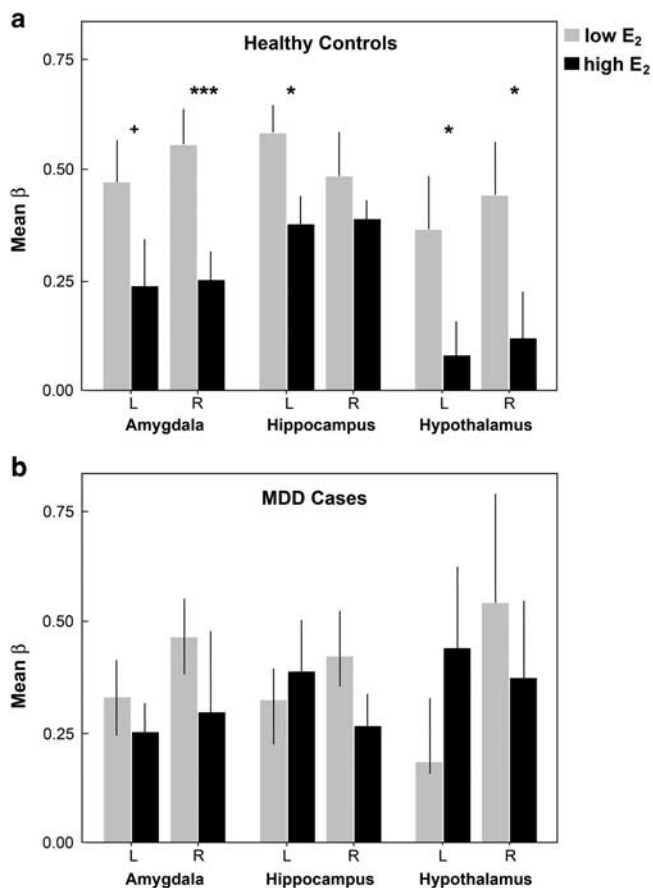 a
Healthy Controls
low E₂
high E₂
Mean β
0.75
0.50
0.25
0.00
+
***
*
*
*
L R L R L R
Amygdala Hippocampus Hypothalamus
b
MDD Cases
Mean β
0.75
0.50
0.25
0.00
L R L R L R
Amygdala Hippocampus Hypothalamus